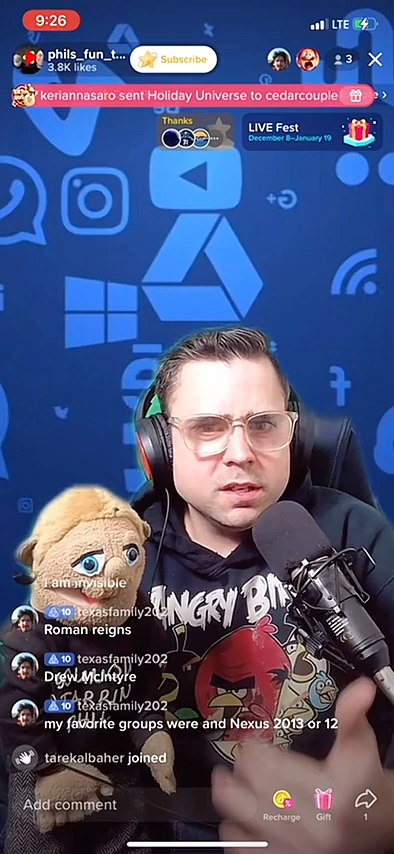 9:26
LTE
phils_fun_t...
3.8K likes
Subscribe
3
keriannasaro sent Holiday Universe to cedarcouple
Thanks
LIVE Fest
December 8–January 19
G+
ANGRY BI
I am invisible
10 texasfamily202
Roman reigns
10 texasfamily202
Drew McIntyre
10 texasfamily202
my favorite groups were and Nexus 2013 or 12
tarekalbaher joined
Add comment
Recharge
Gift
1